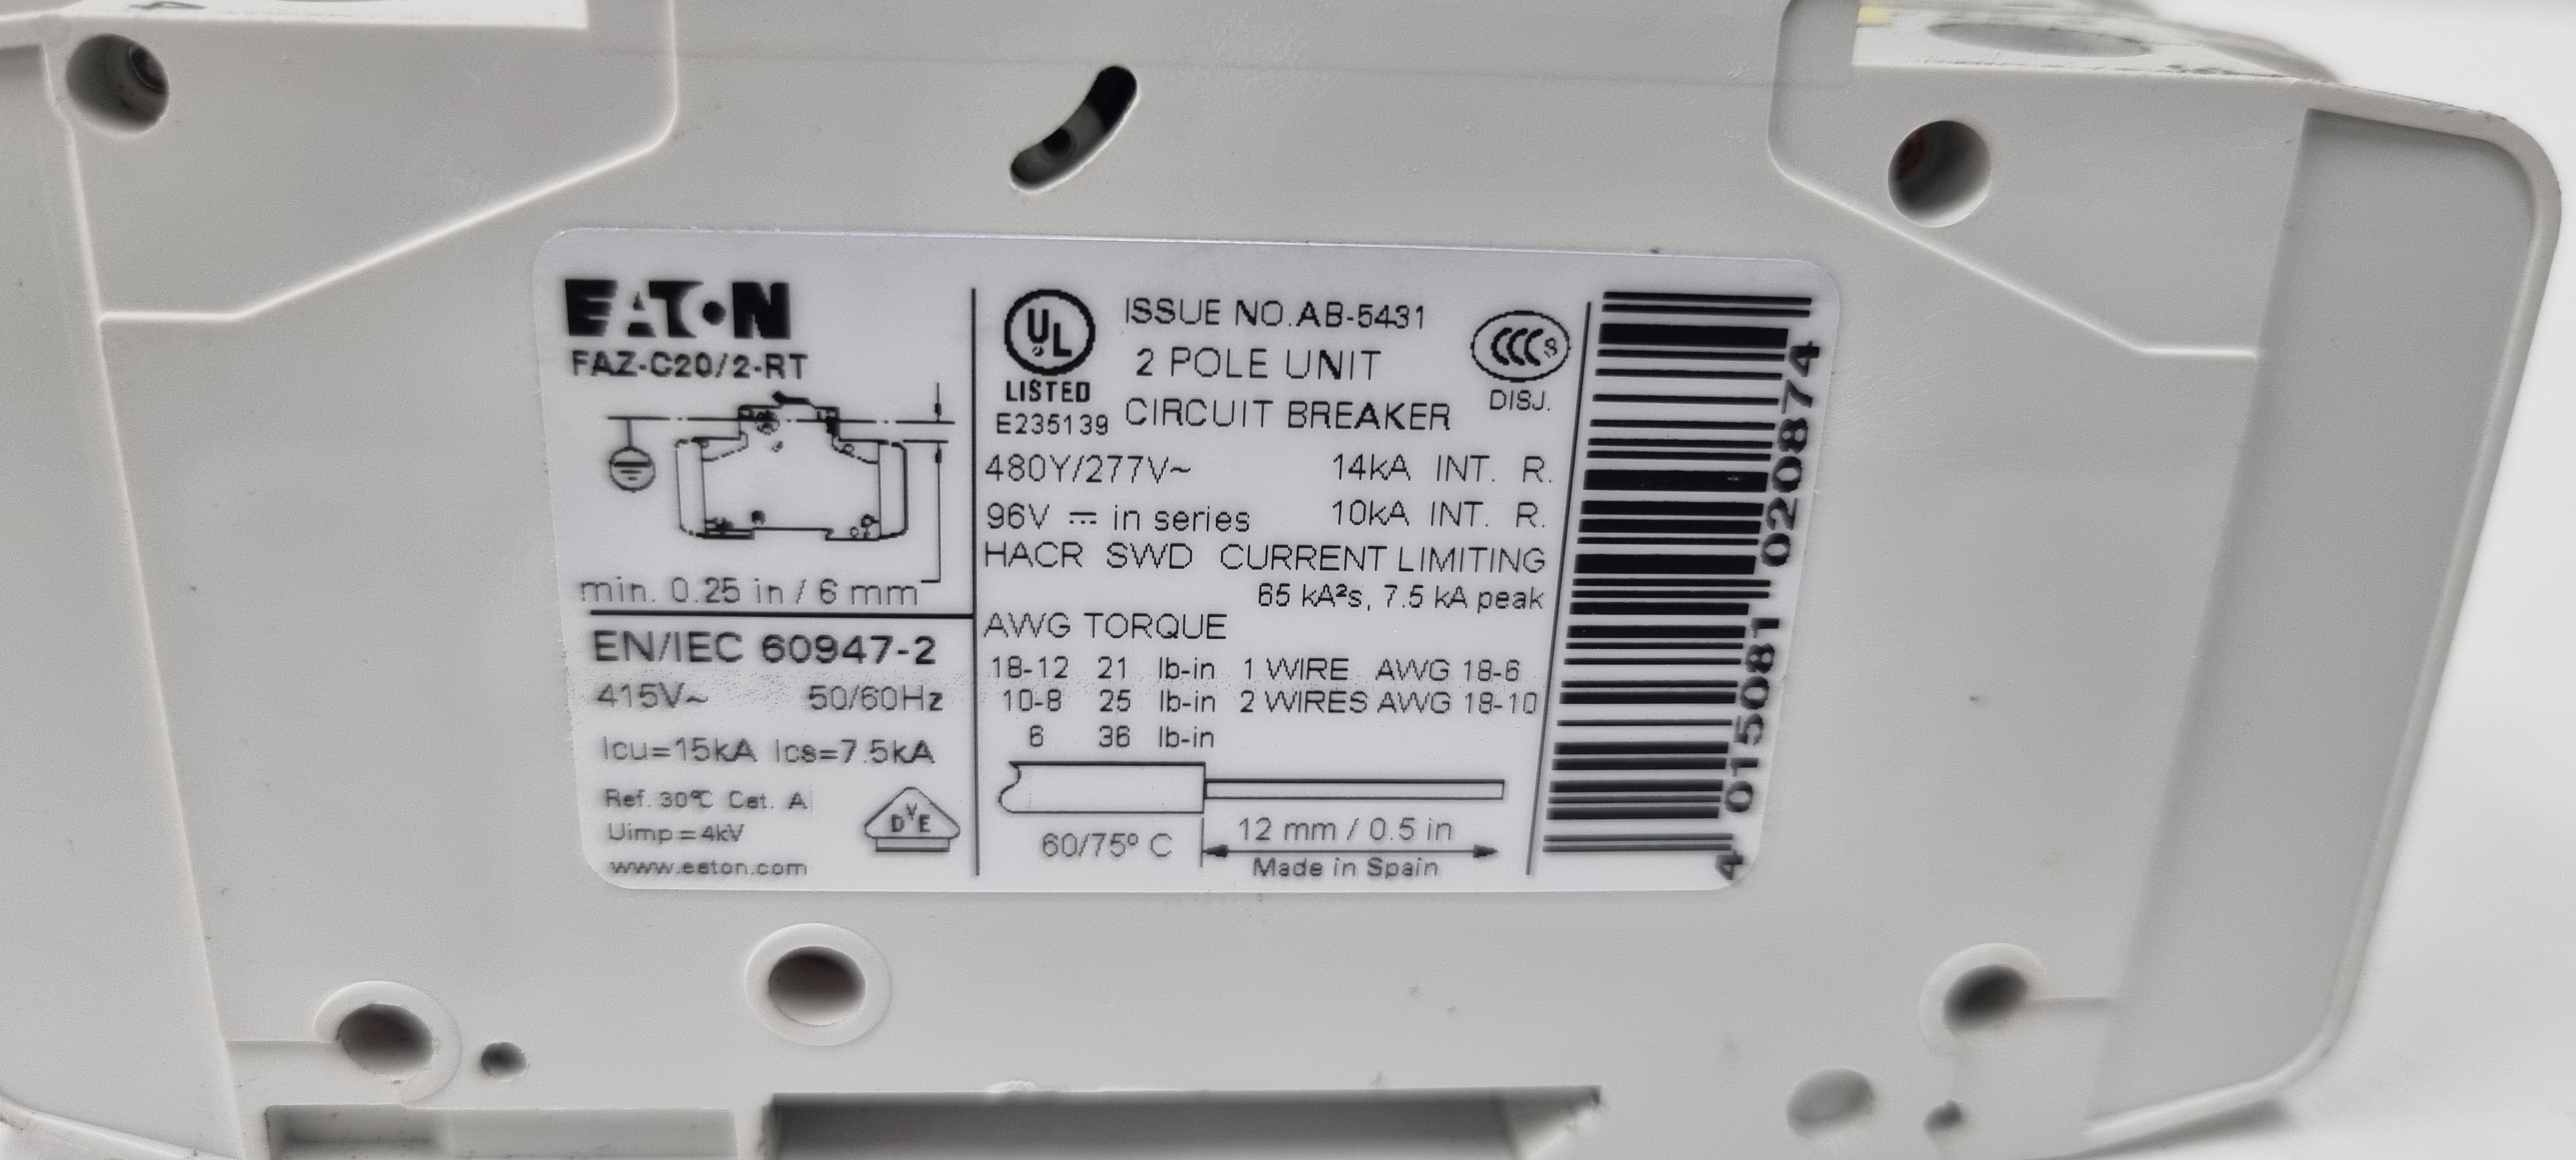 EATON
FAZ-C20/2-RT
min. 0.25 in / 6 mm
EN/IEC 60947-2
415V~ 50/60Hz
Icu=15kA Ics=7.5kA
Ref. 30°C Cat. A
Uimp=4kV
www.eaton.com
DVE
UL
LISTED
E235139
ISSUE NO.AB-5431
2 POLE UNIT
CIRCUIT BREAKER
CCC S
DISJ.
480Y/277V~ 14kA INT. R.
96V ⎓ in series 10kA INT. R.
HACR SWD CURRENT LIMITING
65 kA²s, 7.5 kA peak
AWG TORQUE
18-12 21 lb-in 1 WIRE AWG 18-6
10-8 25 lb-in 2 WIRES AWG 18-10
6 36 lb-in
60/75º C
12 mm / 0.5 in
Made in Spain
4 015081 020874